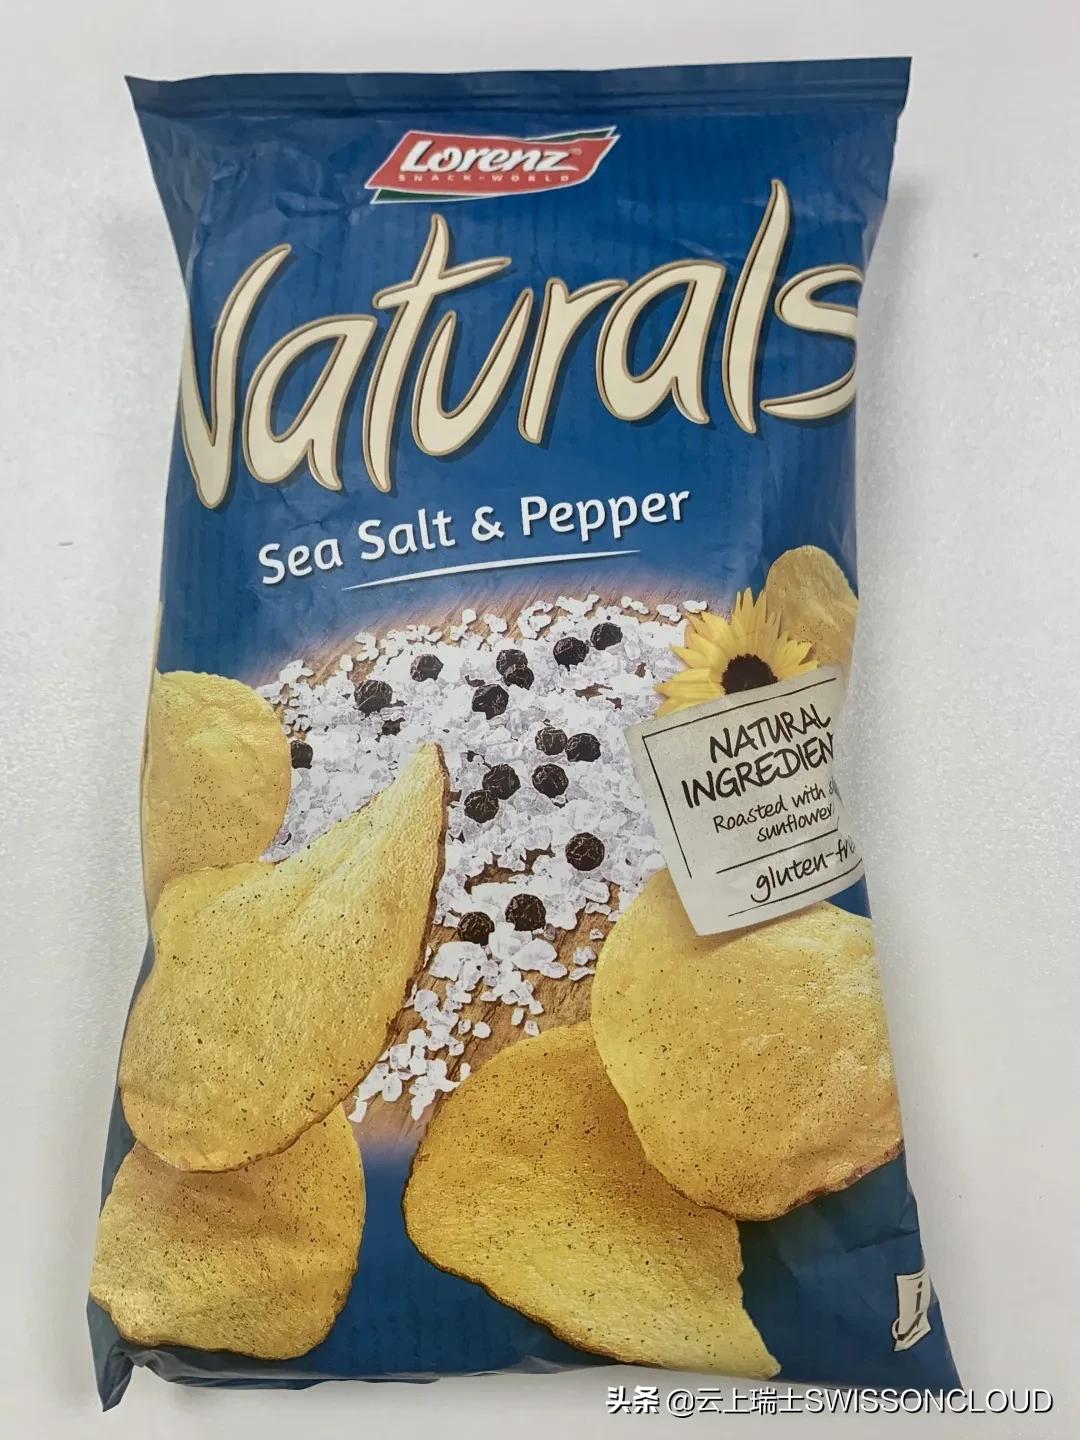 Lorenz
SNACK-WORLD
Naturals
Sea Salt & Pepper
NATURAL
Roasted with
gluten-
头条 @云上瑞士SWISSONCLOUD